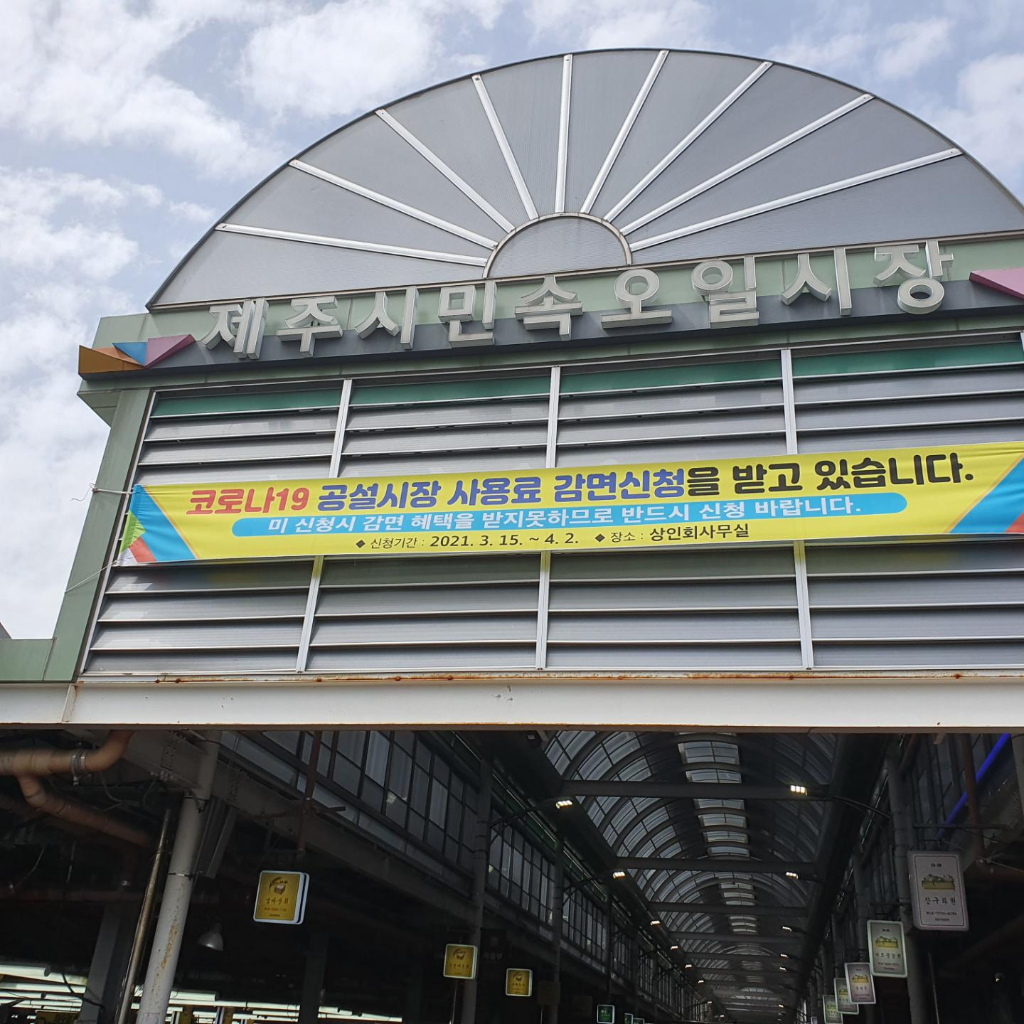 제주시민속오일시장
코로나19 공설시장 사용료 감면신청을 받고 있습니다.
미 신청시 감면 혜택을 받지못하므로 반드시 신청 바랍니다.
◆ 신청기간 : 2021. 3. 15. ~ 4. 2. ◆ 장소 : 상인회사무실